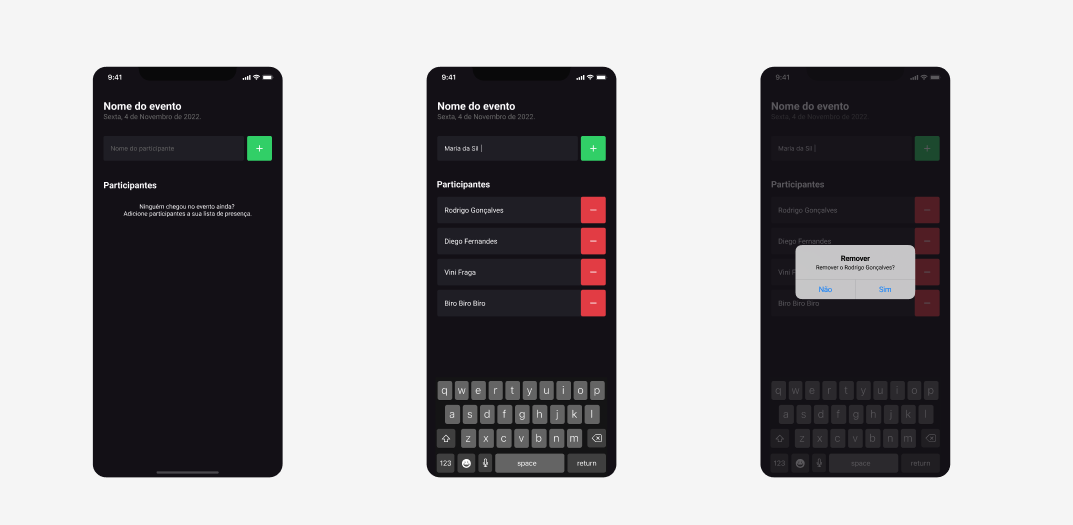 9:41
Nome do evento
Sexta, 4 de Novembro de 2022.
Nome do participante
+
Participantes
Ninguém chegou no evento ainda?
Adicione participantes a sua lista de presença.
9:41
Nome do evento
Sexta, 4 de Novembro de 2022.
Maria da Sil |
+
Participantes
Rodrigo Gonçalves
Diego Fernandes
Vini Fraga
Biro Biro Biro
q w e r t y u i o p
a s d f g h j k l
z x c v b n m
123 space return
9:41
Nome do evento
Sexta, 4 de Novembro de 2022.
Maria da Sil |
+
Participantes
Rodrigo Gonçalves
Diego Fernandes
Remover
Remover o Rodrigo Gonçalves?
Não Sim
Biro Biro Biro
q w e r t y u i o p
a s d f g h j k l
z x c v b n m
123 space return